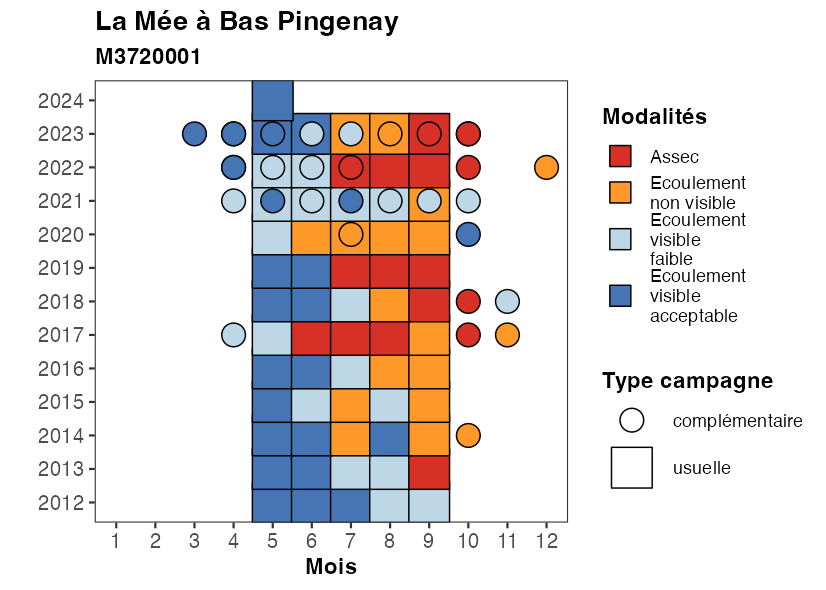 La Mée à Bas Pingenay
M3720001
2024
2023
2022
2021
2020
2019
2018
2017
2016
2015
2014
2013
2012
1 2 3 4 5 6 7 8 9 10 11 12
Mois
Modalités
Assec
Ecoulement
non visible
Ecoulement
visible
faible
Ecoulement
visible
acceptable
Type campagne
complémentaire
usuelle